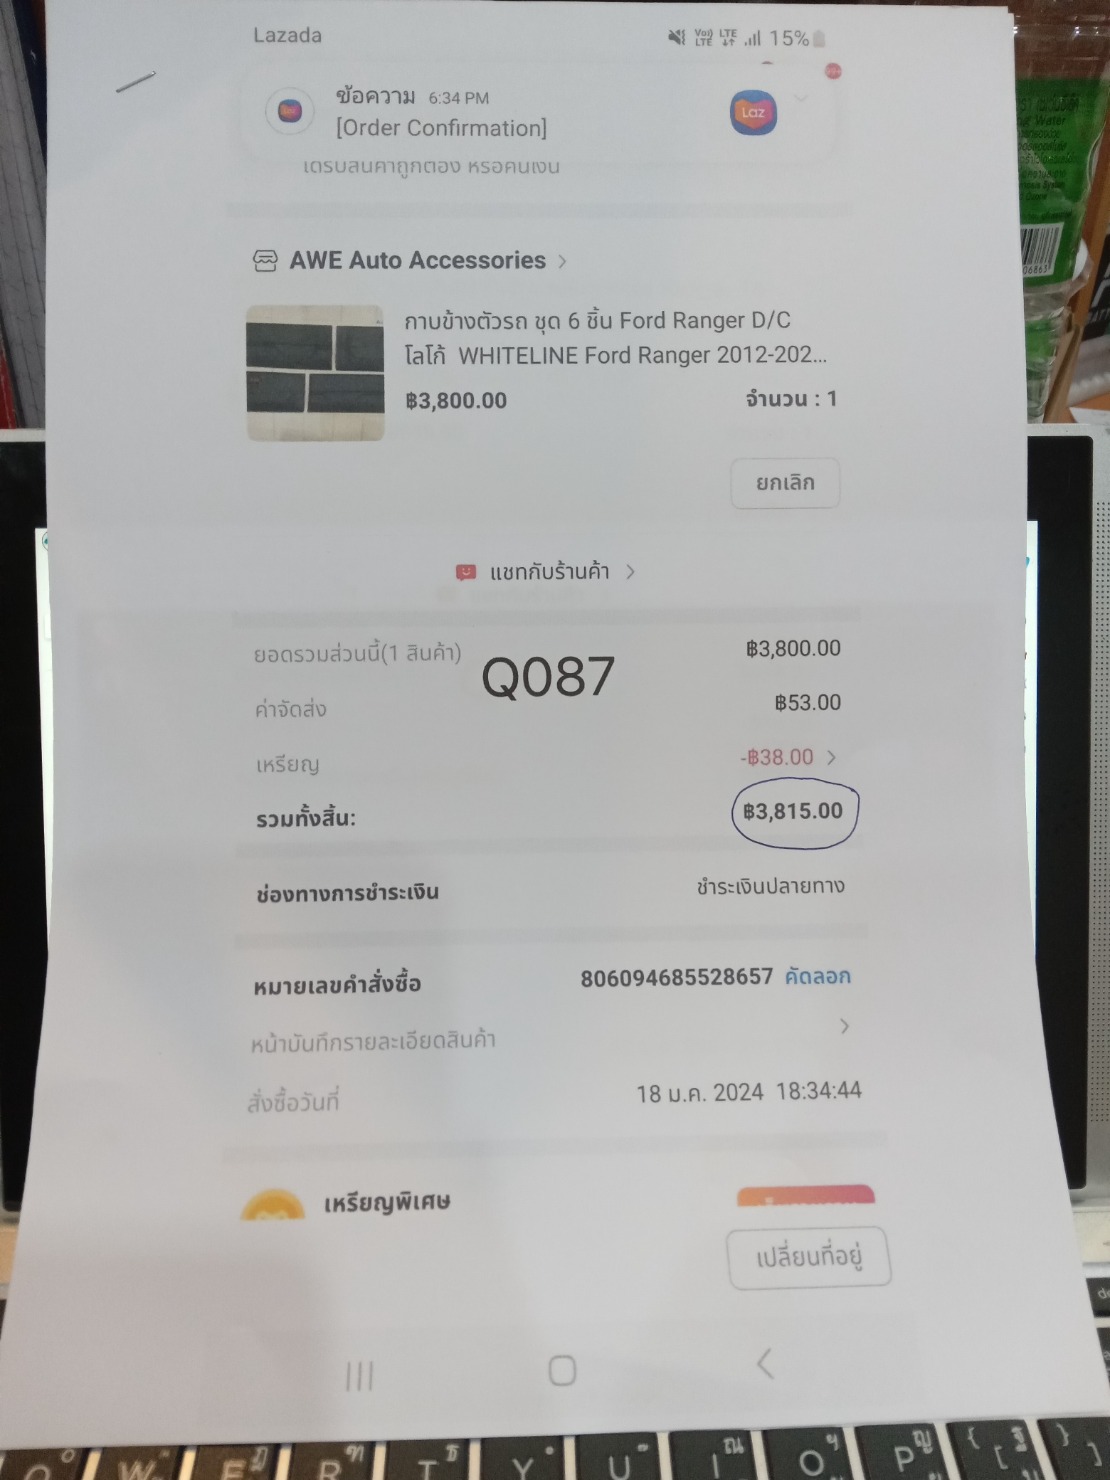 Lazada
15%
ข้อความ 6:34 PM
[Order Confirmation]
Laz
AWE Auto Accessories
กาบข้างตัวรถ ชุด 6 ชิ้น Ford Ranger D/C
โลโก้ WHITELINE Ford Ranger 2012-202...
฿3,800.00 จำนวน : 1
ยกเลิก
แชทกับร้านค้า
ยอดรวมส่วนนี้(1 สินค้า) ฿3,800.00
Q087
ค่าจัดส่ง ฿53.00
เหรียญ -฿38.00
รวมทั้งสิ้น: ฿3,815.00
ช่องทางการชำระเงิน ชำระเงินปลายทาง
หมายเลขคำสั่งซื้อ 806094685528657 คัดลอก
หน้าบันทึกรายละเอียดสินค้า
สั่งซื้อวันที่ 18 ม.ค. 2024 18:34:44
เหรียญพิเศษ
เปลี่ยนที่อยู่
W E R T Y U I O P